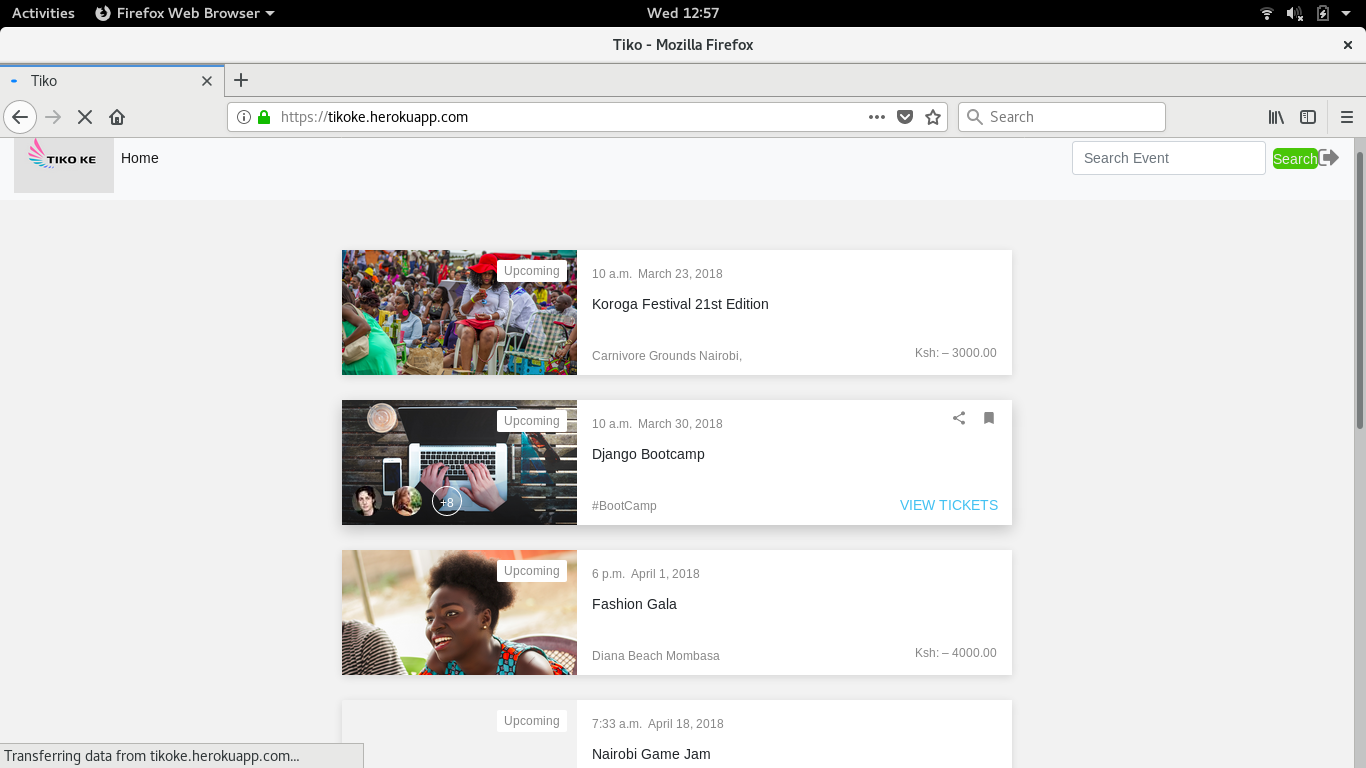 Activities Firefox Web Browser Wed 12:57
Tiko - Mozilla Firefox
Tiko
https://tikoke.herokuapp.com Search
TIKO KE Home Search Event Search
Upcoming
10 a.m. March 23, 2018
Koroga Festival 21st Edition
Carnivore Grounds Nairobi, Ksh: – 3000.00
Upcoming
10 a.m. March 30, 2018
Django Bootcamp
+8
#BootCamp VIEW TICKETS
Upcoming
6 p.m. April 1, 2018
Fashion Gala
Diana Beach Mombasa Ksh: – 4000.00
Upcoming
7:33 a.m. April 18, 2018
Nairobi Game Jam
Transferring data from tikoke.herokuapp.com...